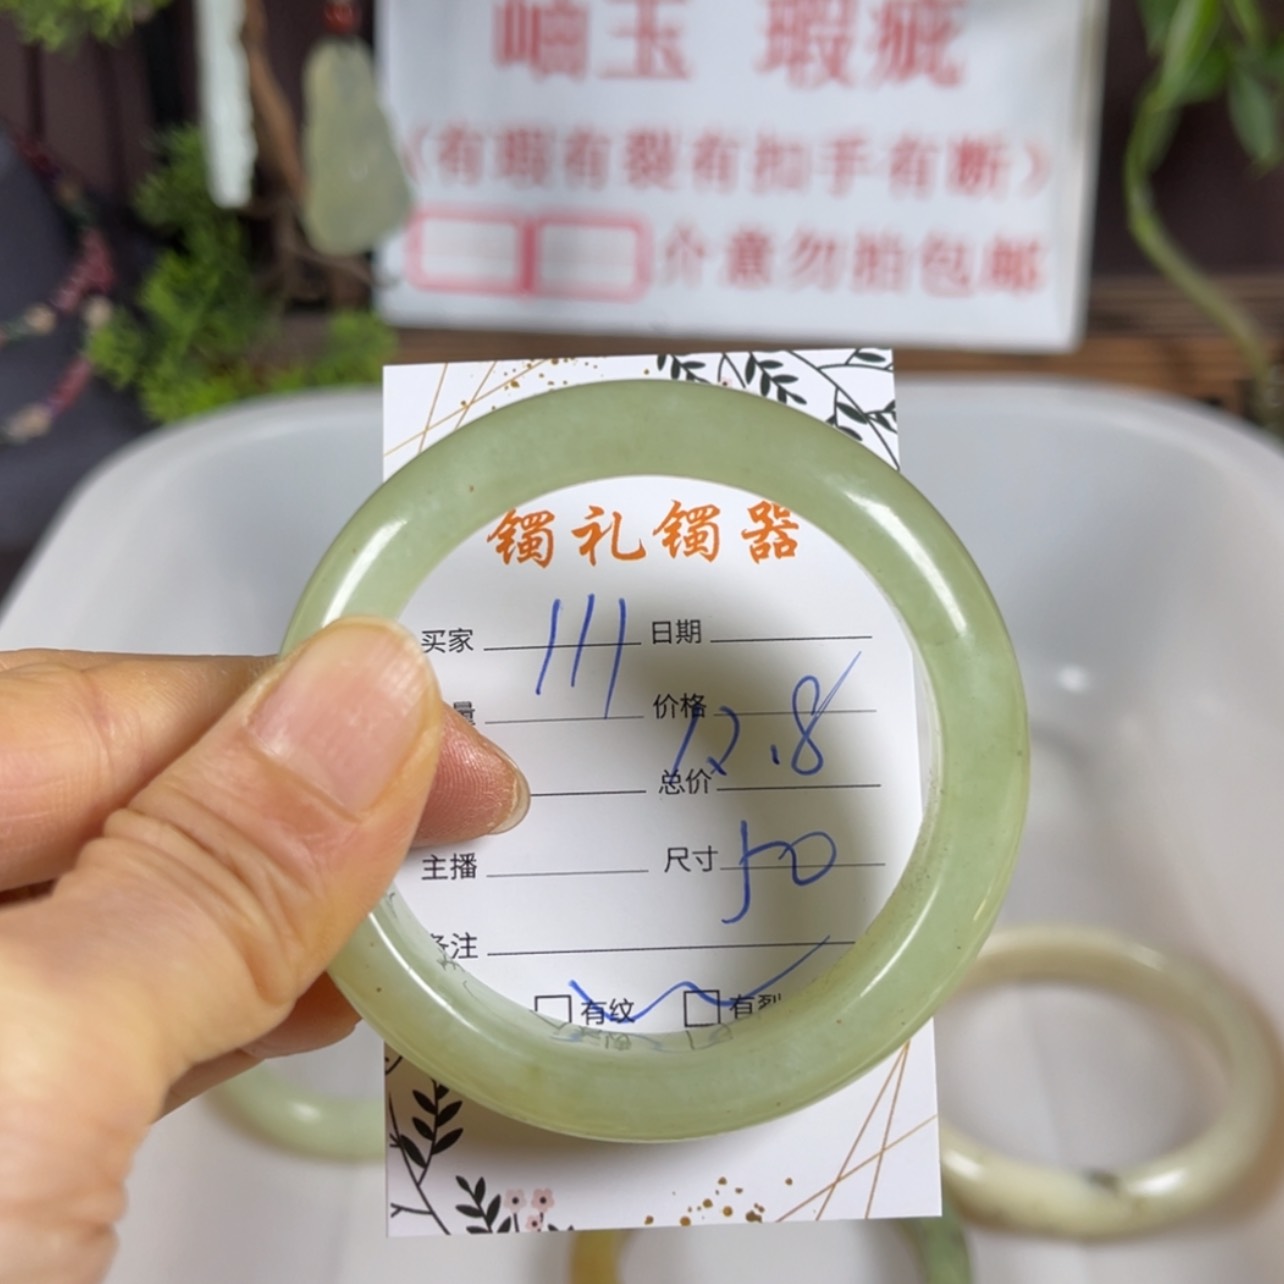 岫玉 瑕疵
(有瑕有裂有扣手有断)
介意勿拍包邮
镯礼镯器
买家 111 日期
量 价格 12.8
总价
主播 尺寸 50
备注
有纹 有裂